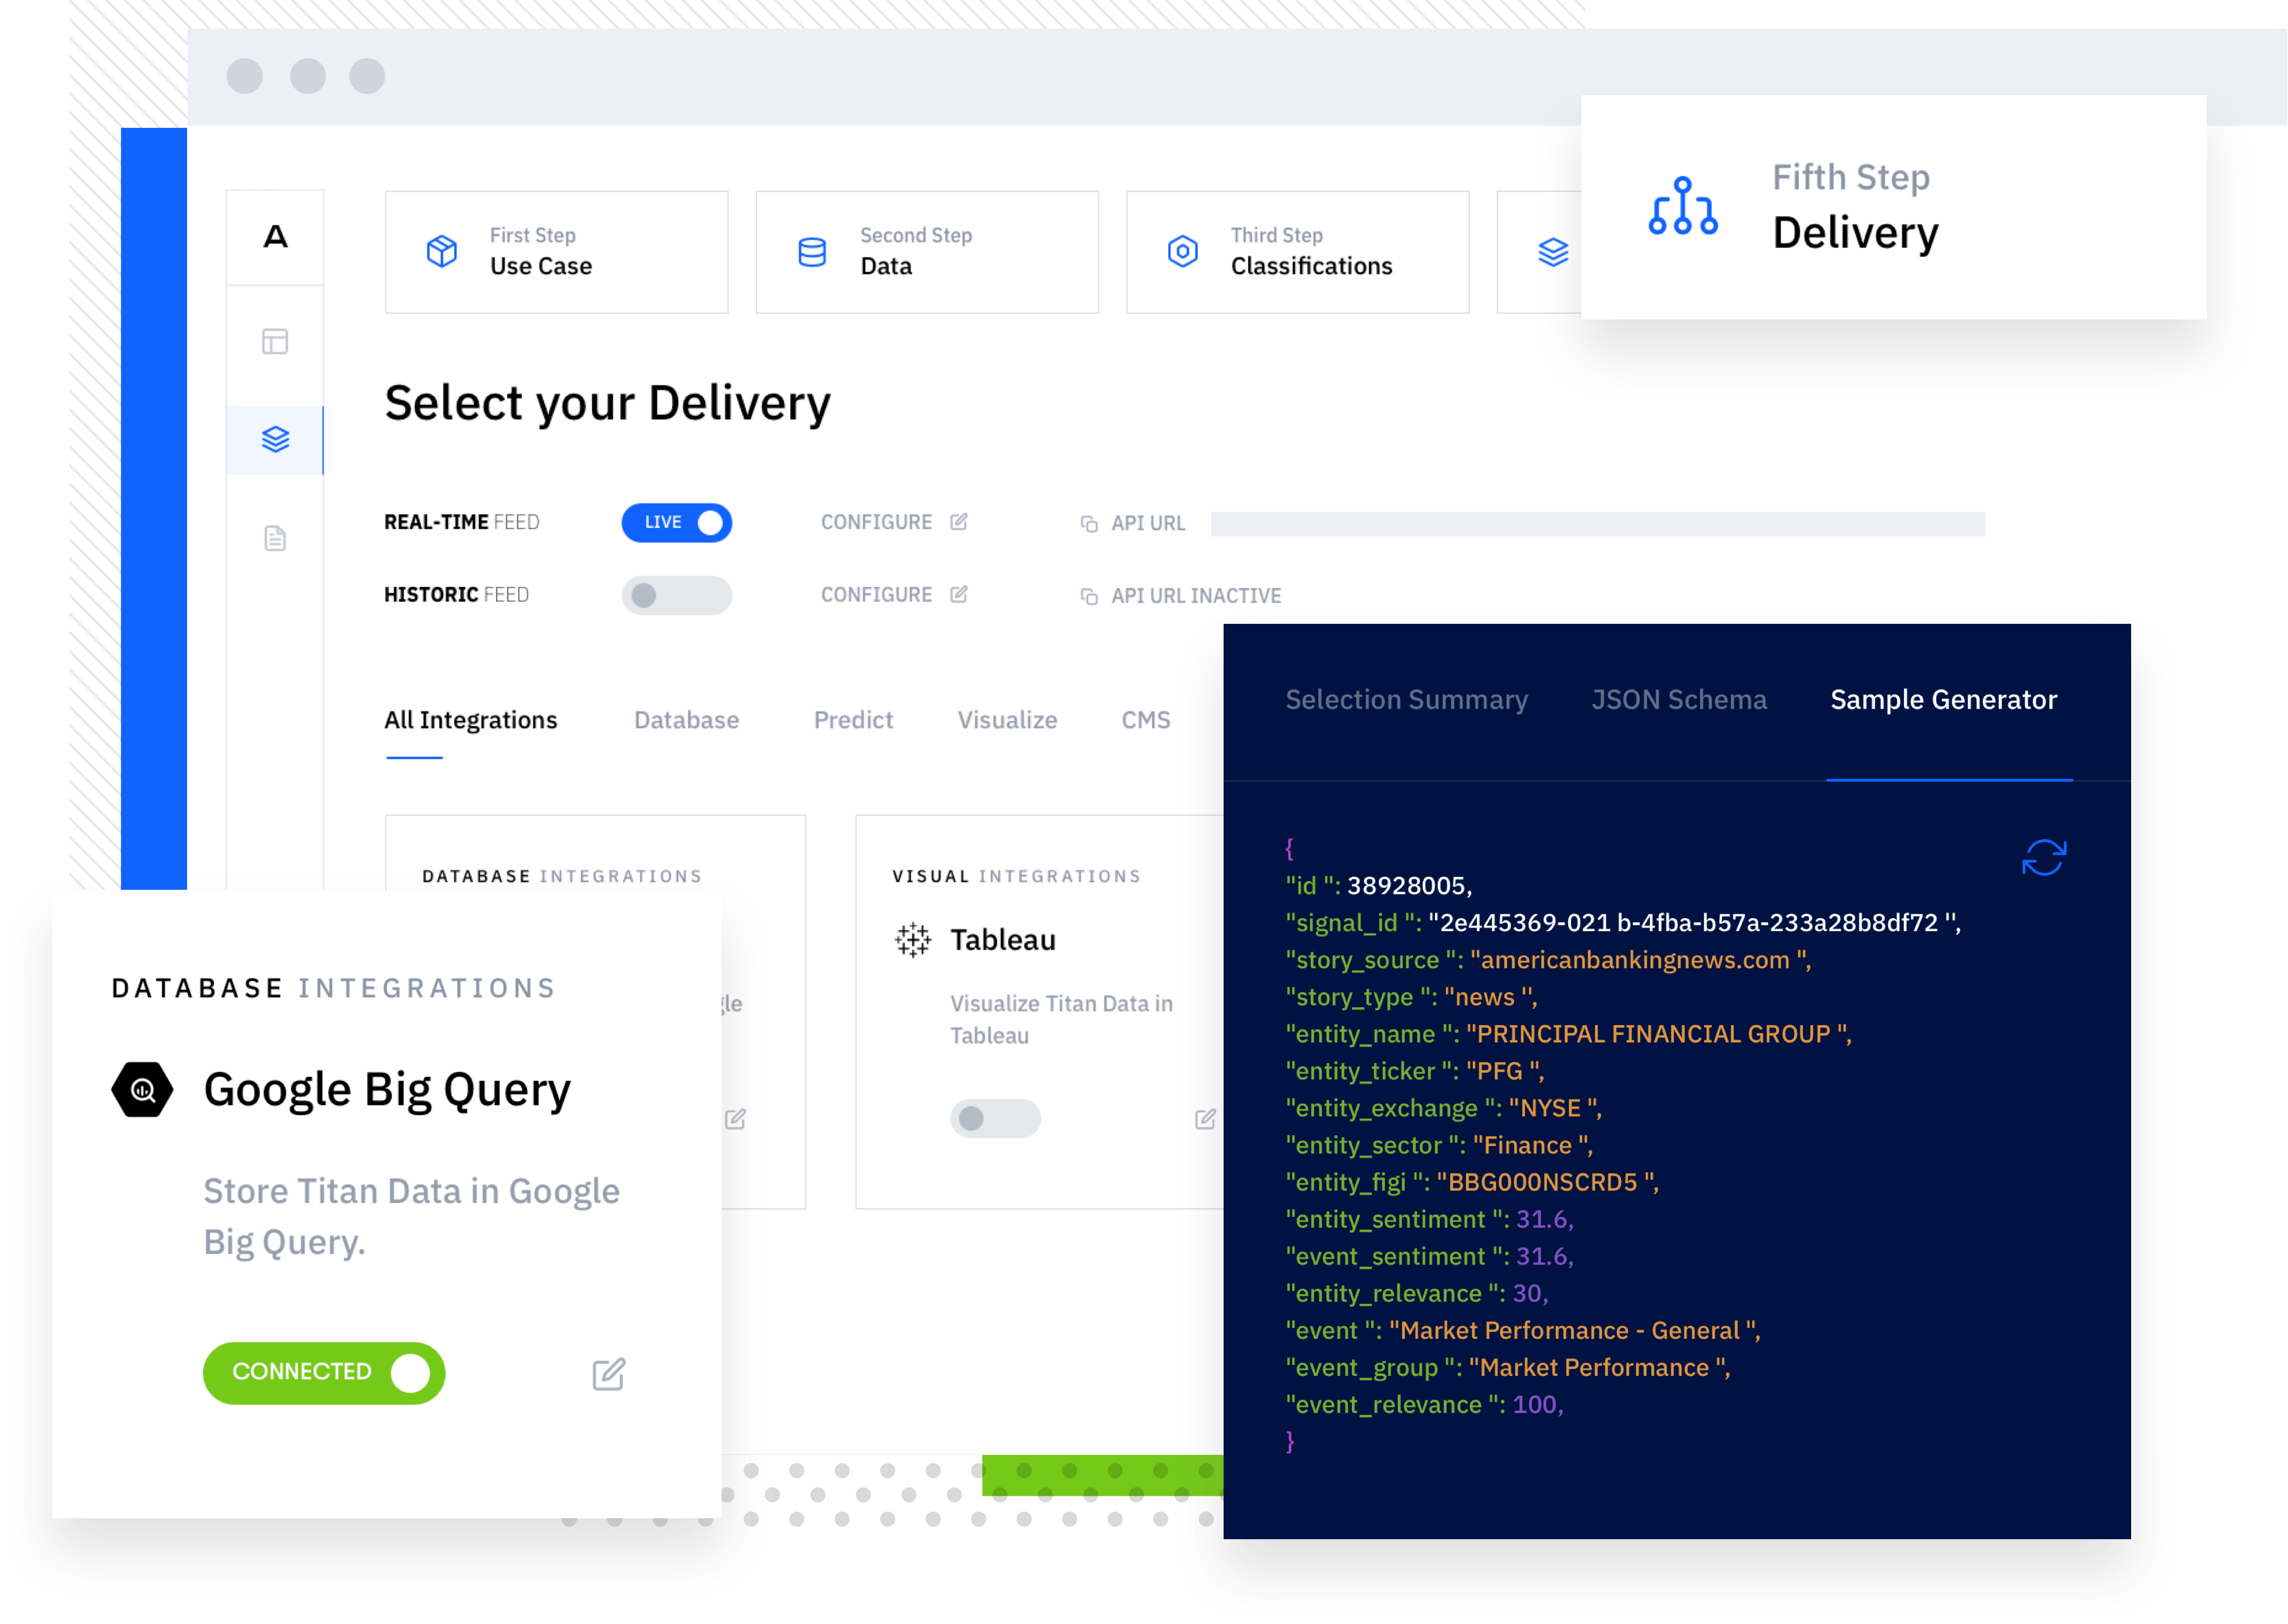 A
First Step
Use Case
Second Step
Data
Third Step
Classifications
Fifth Step
Delivery
Select your Delivery
REAL-TIME FEED
LIVE
CONFIGURE
API URL
HISTORIC FEED
CONFIGURE
API URL INACTIVE
All Integrations
Database
Predict
Visualize
CMS
DATABASE INTEGRATIONS
VISUAL INTEGRATIONS
Tableau
Visualize Titan Data in
Tableau
DATABASE INTEGRATIONS
Google Big Query
Store Titan Data in Google
Big Query.
CONNECTED
Selection Summary
JSON Schema
Sample Generator
{
"id ": 38928005,
"signal_id ": "2e445369-021 b-4fba-b57a-233a28b8df72 ",
"story_source ": "americanbankingnews.com ",
"story_type ": "news ",
"entity_name ": "PRINCIPAL FINANCIAL GROUP ",
"entity_ticker ": "PFG ",
"entity_exchange ": "NYSE ",
"entity_sector ": "Finance ",
"entity_figi ": "BBG000NSCRD5 ",
"entity_sentiment ": 31.6,
"event_sentiment ": 31.6,
"entity_relevance ": 30,
"event ": "Market Performance - General ",
"event_group ": "Market Performance ",
"event_relevance ": 100,
}